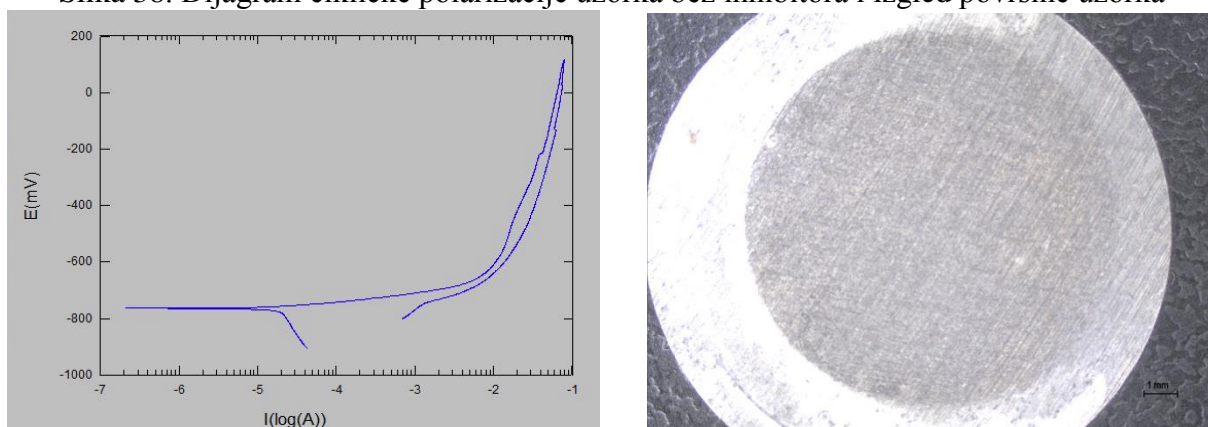 Slika 38. Dijagram cikličke polarizacije uzorka bez inhibitora i izgled površine uzorka
200
0
-200
-400
-600
-800
-1000
E(mV)
-7 -6 -5 -4 -3 -2 -1
I(log(A))
1 mm